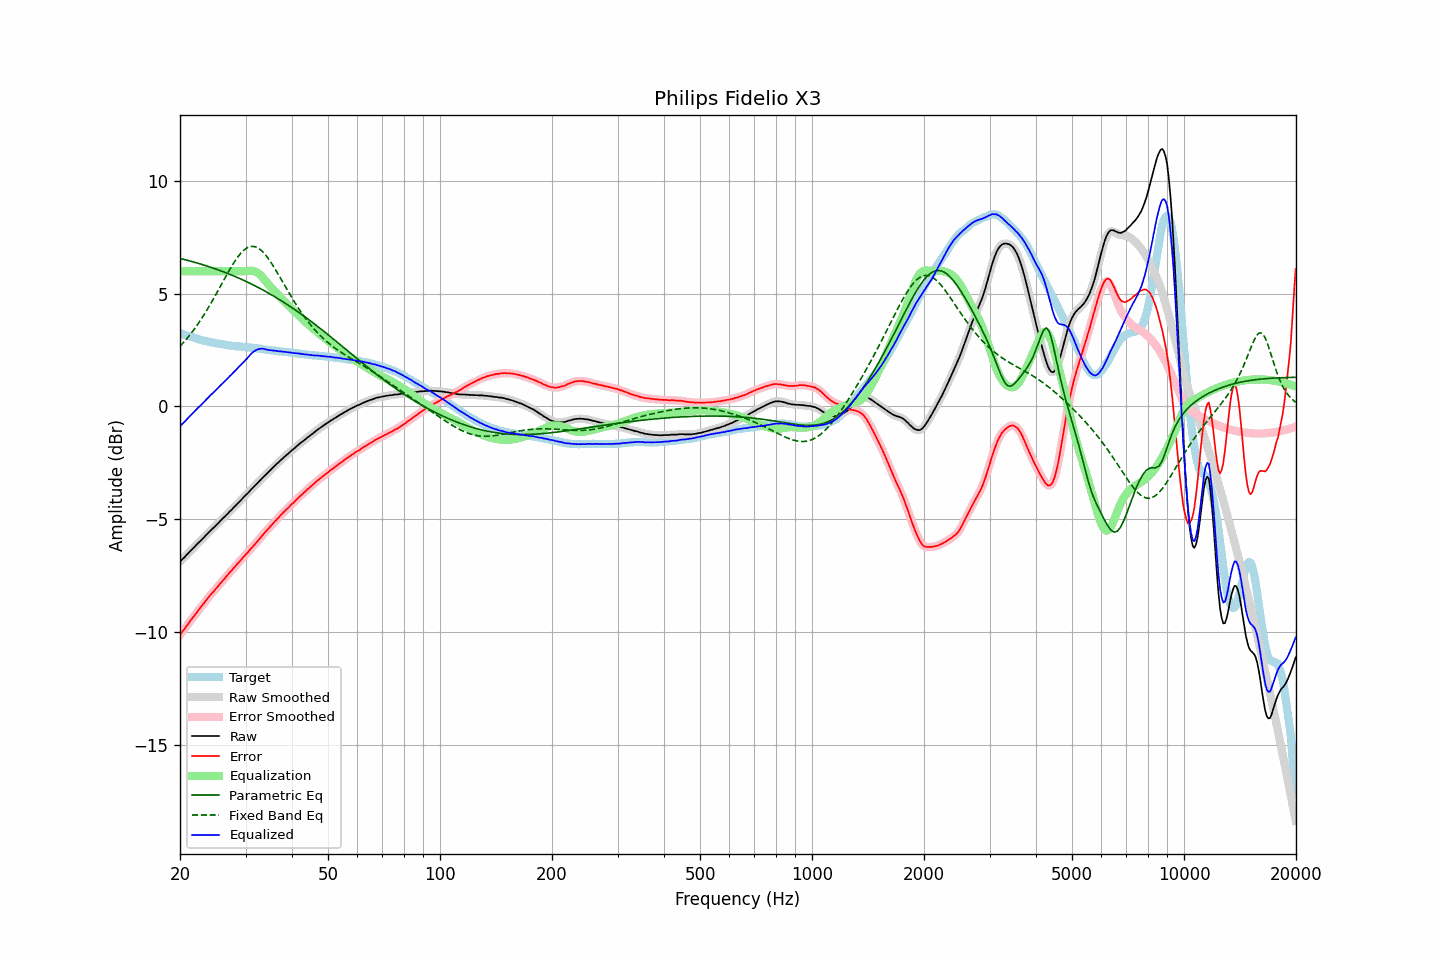 Philips Fidelio X3
Amplitude (dBr)
10
5
0
−5
−10
−15
Target
Raw Smoothed
Error Smoothed
Raw
Error
Equalization
Parametric Eq
Fixed Band Eq
Equalized
20 50 100 200 500 1000 2000 5000 10000 20000
Frequency (Hz)